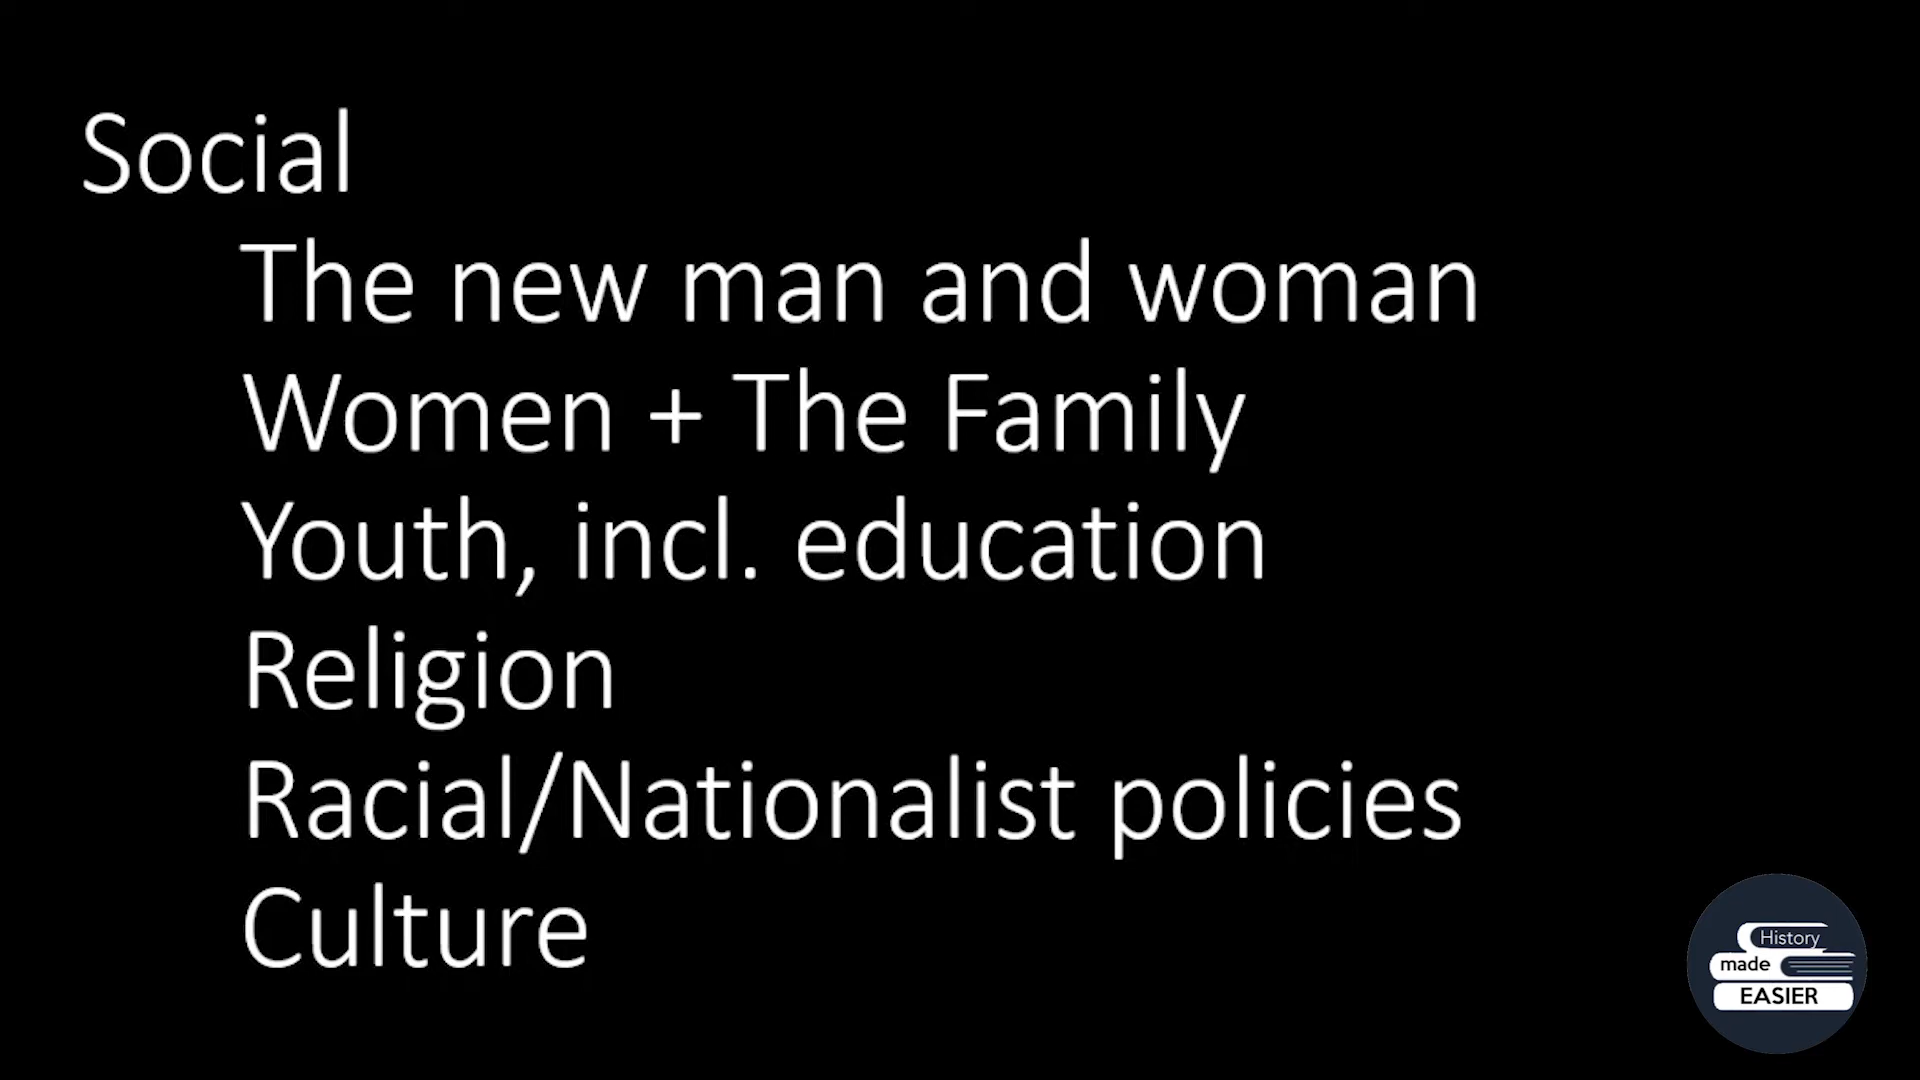 Social
The new man and woman
Women + The Family
Youth, incl. education
Religion
Racial/Nationalist policies
Culture
History
made
EASIER